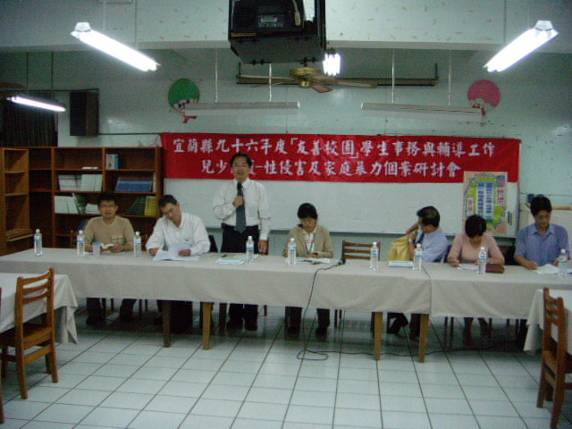 宜蘭縣九十六年度「友善校園」學生事務與輔導工作
兒少 性侵害及家庭暴力個案研討會